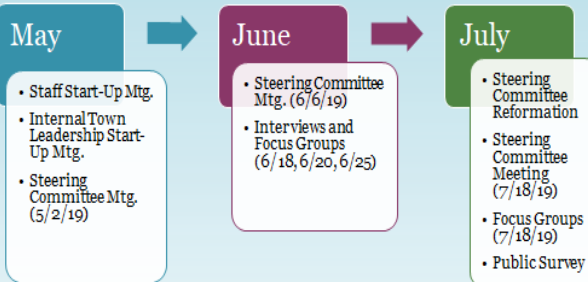 May
• Staff Start-Up Mtg.
• Internal Town
Leadership Start-
Up Mtg.
• Steering
Committee Mtg.
(5/2/19)
June
• Steering Committee
Mtg. (6/6/19)
• Interviews and
Focus Groups
(6/18, 6/20, 6/25)
July
• Steering
Committee
Reformation
• Steering
Committee
Meeting
(7/18/19)
• Focus Groups
(7/18/19)
• Public Survey